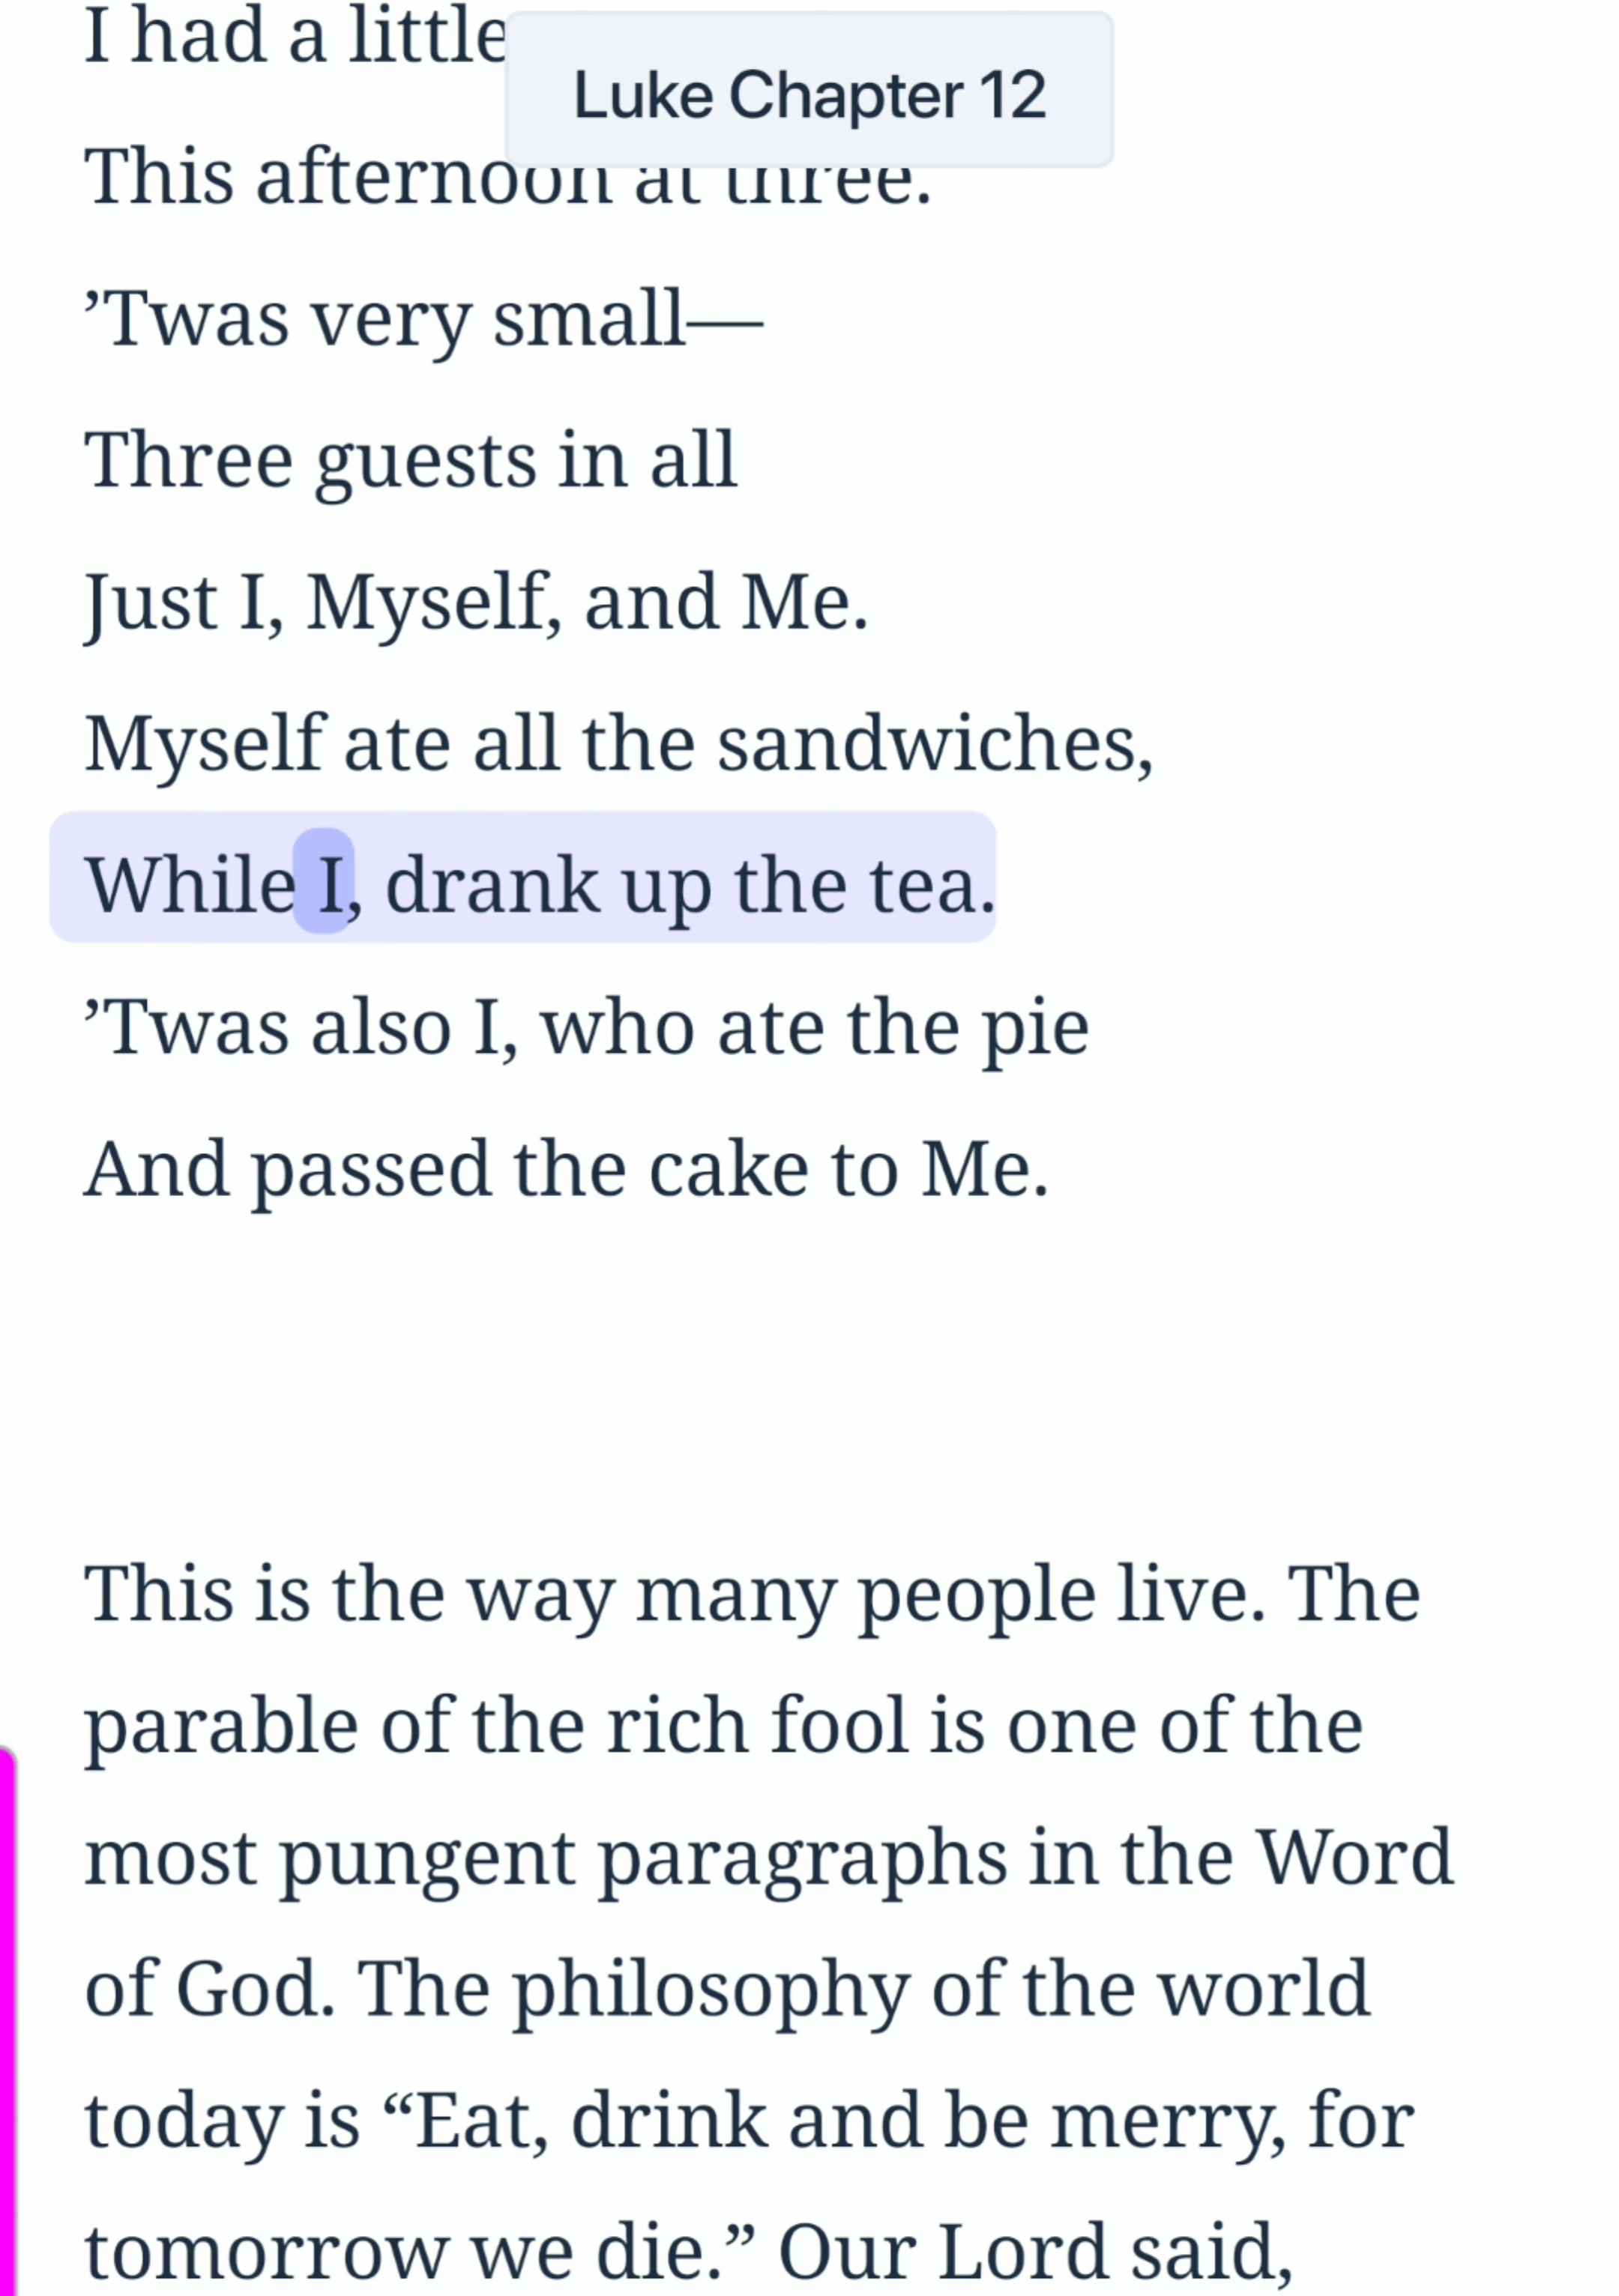 I had a little
Luke Chapter 12
This afternoon at three.
’Twas very small—
Three guests in all
Just I, Myself, and Me.
Myself ate all the sandwiches,
While I, drank up the tea.
’Twas also I, who ate the pie
And passed the cake to Me.
This is the way many people live. The
parable of the rich fool is one of the
most pungent paragraphs in the Word
of God. The philosophy of the world
today is “Eat, drink and be merry, for
tomorrow we die.” Our Lord said,